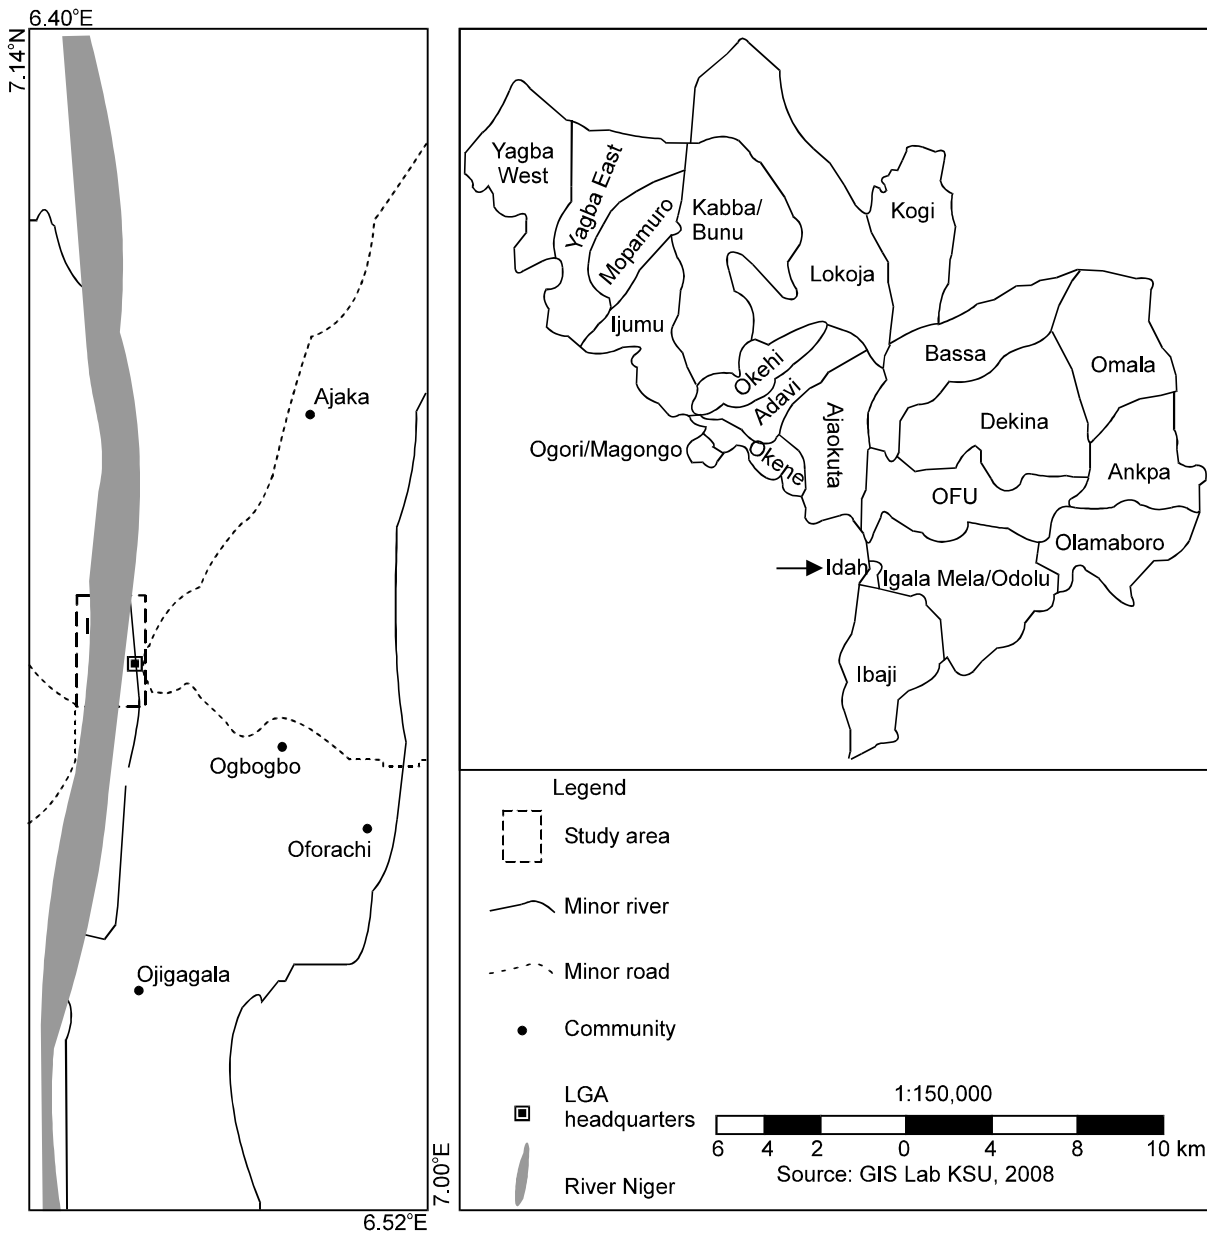 6.40°E
7.14°N
Ajaka
Ogbogbo
Oforachi
Ojigagala
7.00°E
6.52°E
Yagba
West
Yagba East
Mopamuro
Kabba/
Bunu
Kogi
Lokoja
Ijumu
Bassa
Omala
Okehi
Adavi
Ajaokuta
Dekina
Ogori/Magongo
Okene
OFU
Ankpa
Olamaboro
Idah
Igala Mela/Odolu
Ibaji
Legend
Study area
Minor river
Minor road
Community
LGA
headquarters
River Niger
1:150,000
6 4 2 0 4 8 10 km
Source: GIS Lab KSU, 2008